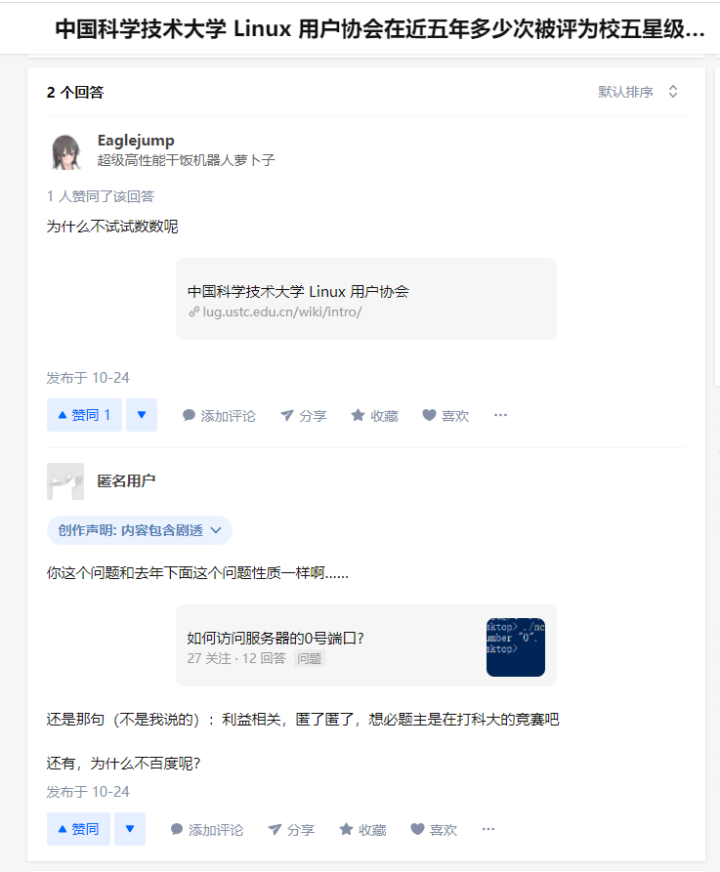 中国科学技术大学 Linux 用户协会在近五年多少次被评为校五星级...
2 个回答
默认排序
Eaglejump
超级高性能干饭机器人萝卜子
1 人赞同了该回答
为什么不试试数数呢
中国科学技术大学 Linux 用户协会
lug.ustc.edu.cn/wiki/intro/
发布于 10-24
赞同 1 添加评论 分享 收藏 喜欢 ...
匿名用户
创作声明: 内容包含剧透
你这个问题和去年下面这个问题性质一样啊......
如何访问服务器的0号端口?
27 关注 · 12 回答 问题
sktop> ./nc
umber "0".
sktop>
还是那句（不是我说的）：利益相关，匿了匿了，想必题主是在打科大的竞赛吧
还有，为什么不百度呢?
发布于 10-24
赞同 添加评论 分享 收藏 喜欢 ...